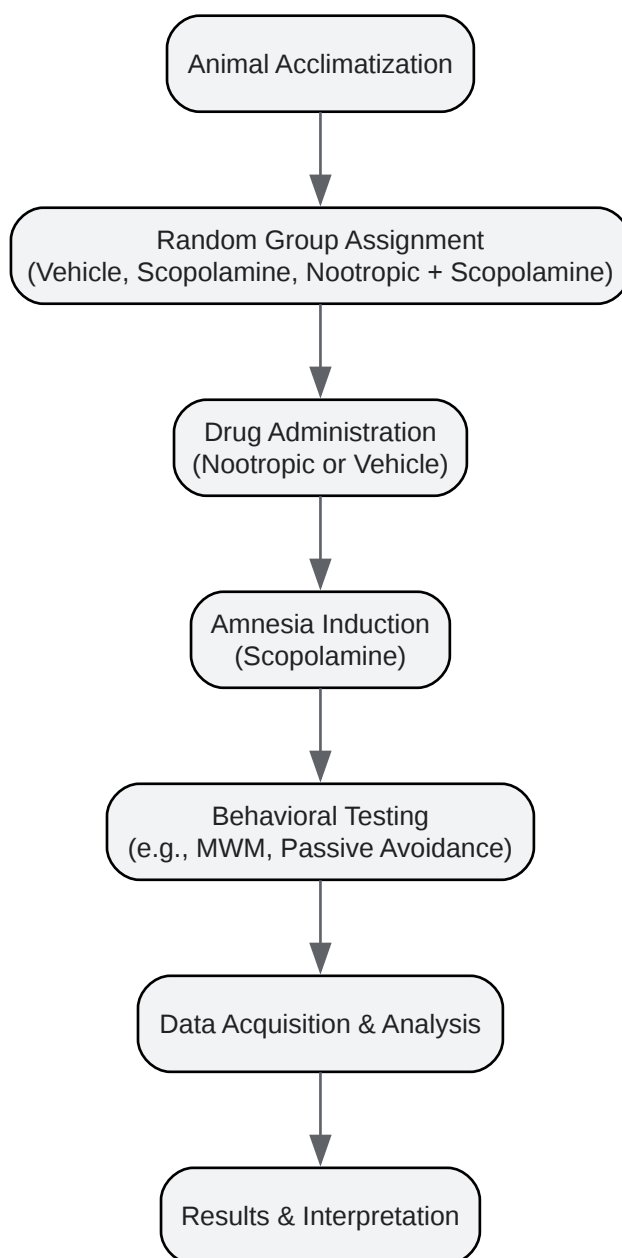 Animal Acclimatization
Random Group Assignment
(Vehicle, Scopolamine, Nootropic + Scopolamine)
Drug Administration
(Nootropic or Vehicle)
Amnesia Induction
(Scopolamine)
Behavioral Testing
(e.g., MWM, Passive Avoidance)
Data Acquisition & Analysis
Results & Interpretation